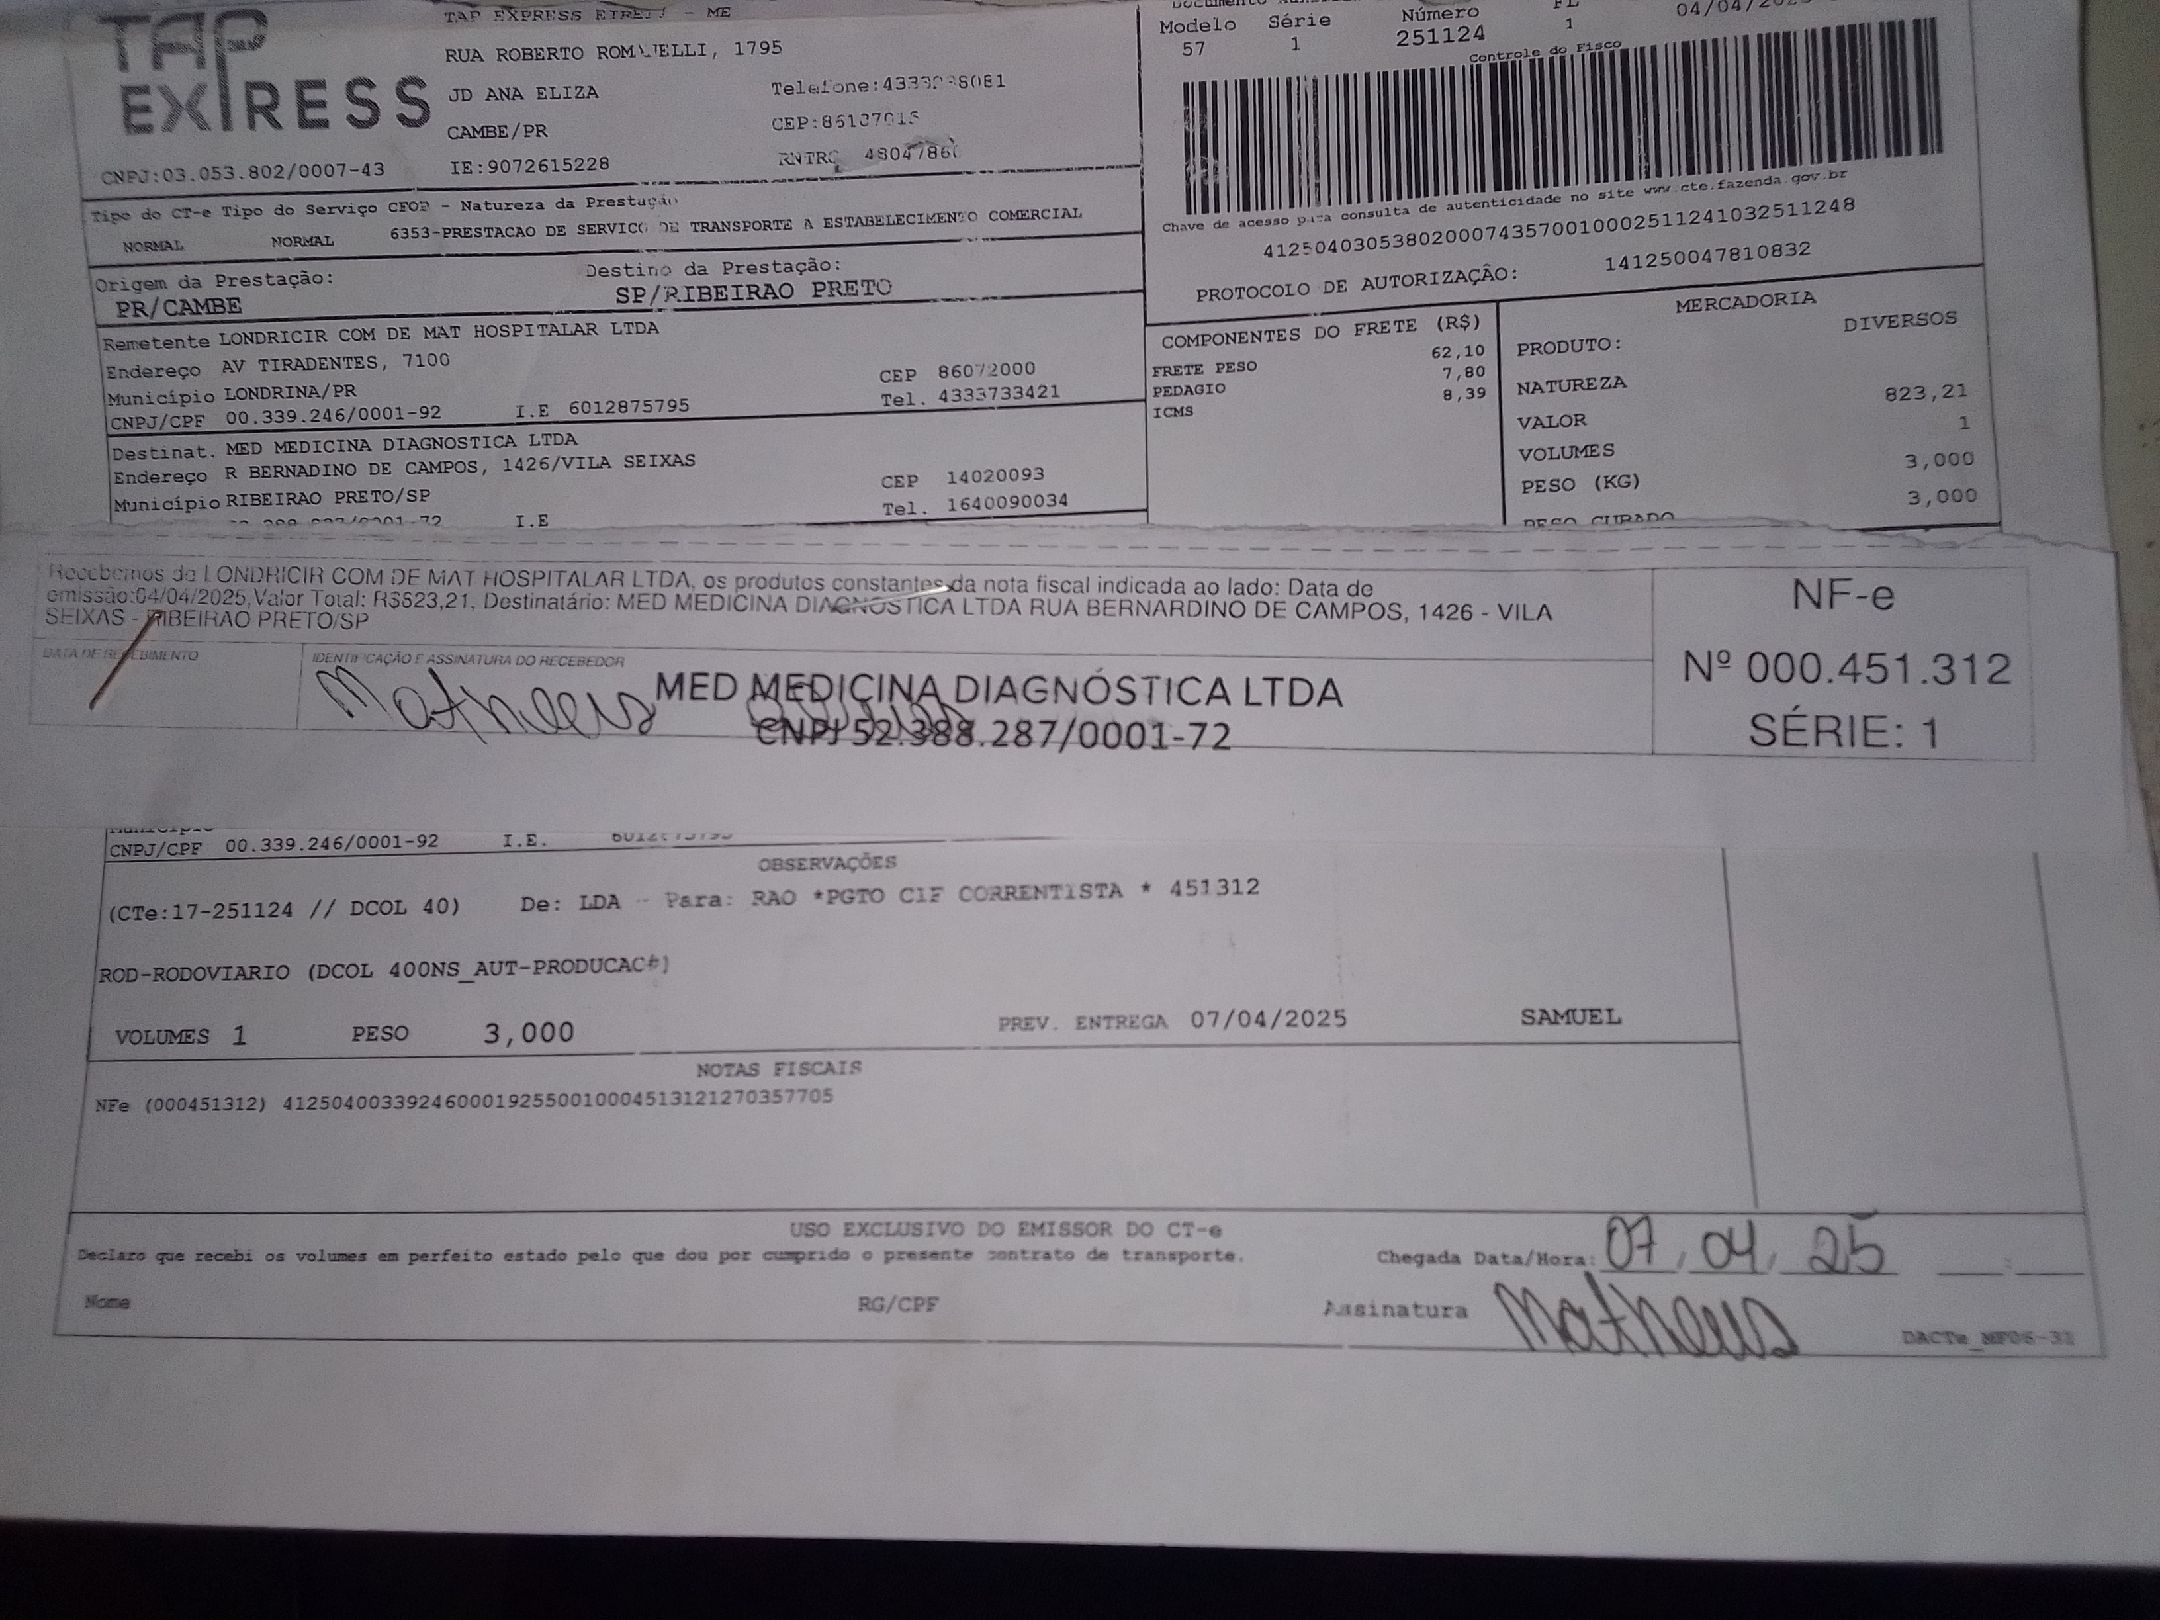 TAP
EXPRESS
CNPJ:03.053.802/0007-43
TAP EXPRESS - ME
RUA ROBERTO ROMANELLI, 1795
JD ANA ELIZA
CAMBE/PR CEP:86187015
IE:9072615228 RNTRC
Modelo Série Número FL
57 1 251124 1
Controle do Fisco
Chave de acesso para consulta de autenticidade no site www.cte.fazenda.gov.br
41250403053802000743570010002511241032511248
PROTOCOLO DE AUTORIZAÇÃO: 141250047810832
Tipo do CT-e Tipo do Serviço CFOP - Natureza da Prestação
NORMAL NORMAL 6353-PRESTACAO DE SERVICO DE TRANSPORTE A ESTABELECIMENTO COMERCIAL
Origem da Prestação: Destino da Prestação:
PR/CAMBE SP/RIBEIRAO PRETO
Remetente LONDRICIR COM DE MAT HOSPITALAR LTDA
Endereço AV TIRADENTES, 7100 CEP 86072000
Município LONDRINA/PR Tel. 4333733421
CNPJ/CPF 00.339.246/0001-92 I.E 6012875795
Destinat. MED MEDICINA DIAGNOSTICA LTDA
Endereço R BERNADINO DE CAMPOS, 1426/VILA SEIXAS CEP 14020093
Município RIBEIRAO PRETO/SP Tel. 1640090034
I.E
COMPONENTES DO FRETE (R$)
FRETE PESO 62,10
PEDAGIO 7,80
ICMS 8,39
MERCADORIA
PRODUTO: DIVERSOS
NATUREZA
VALOR 823,21
VOLUMES 1
PESO (KG) 3,000
PESO CUBADO 3,000
Recebemos de LONDRICIR COM DE MAT HOSPITALAR LTDA, os produtos constantes da nota fiscal indicada ao lado: Data de
emissão:04/04/2025, Valor Total: Destinatário: MED MEDICINA DIAGNOSTICA LTDA RUA BERNARDINO DE CAMPOS, 1426 - VILA
SEIXAS - RIBEIRAO PRETO/SP
DATA DE RECEBIMENTO IDENTIFICAÇÃO E ASSINATURA DO RECEBEDOR
Matheus
MED MEDICINA DIAGNÓSTICA LTDA
CNPJ 52.388.287/0001-72
NF-e
Nº 000.451.312
SÉRIE: 1
CNPJ/CPF 00.339.246/0001-92 I.E.
OBSERVAÇÕES
(CTe:17-251124 // DCOL 40) De: LDA - Para: RAO *PGTO CIF CORRENTISTA * 451312
ROD-RODOVIARIO (DCOL 400NS_AUT-PRODUCAO)
VOLUMES 1 PESO 3,000 PREV. ENTREGA 07/04/2025 SAMUEL
NOTAS FISCAIS
NFe (000451312) 41250400339246000192550010004513121270357705
USO EXCLUSIVO DO EMISSOR DO CT-e
Declaro que recebi os volumes em perfeito estado pelo que dou por cumprido o presente contrato de transporte.
Chegada Data/Hora: 07/04/25
Nome RG/CPF Assinatura Matheus